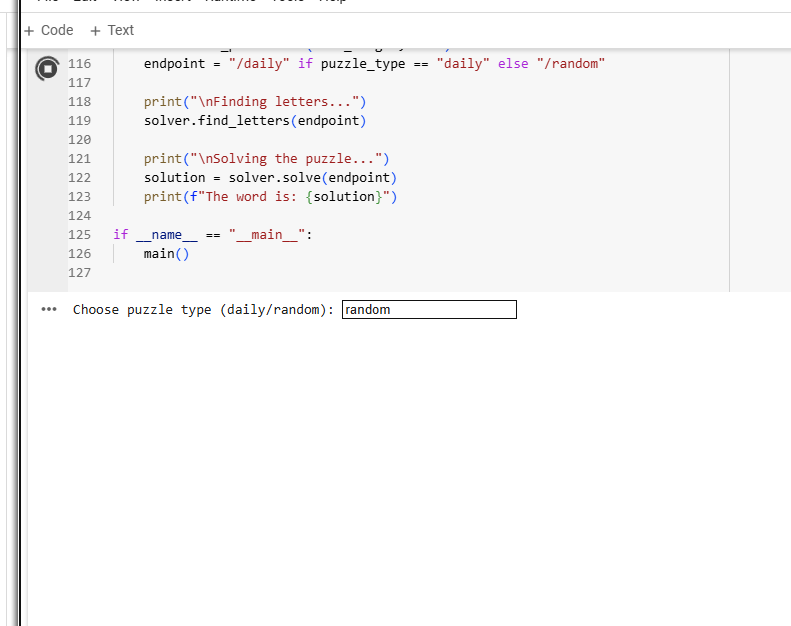 + Code + Text
116 endpoint = "/daily" if puzzle_type == "daily" else "/random"
117
118 print("\nFinding letters...")
119 solver.find_letters(endpoint)
120
121 print("\nSolving the puzzle...")
122 solution = solver.solve(endpoint)
123 print(f"The word is: {solution}")
124
125 if __name__ == "__main__":
126 main()
127
Choose puzzle type (daily/random): random